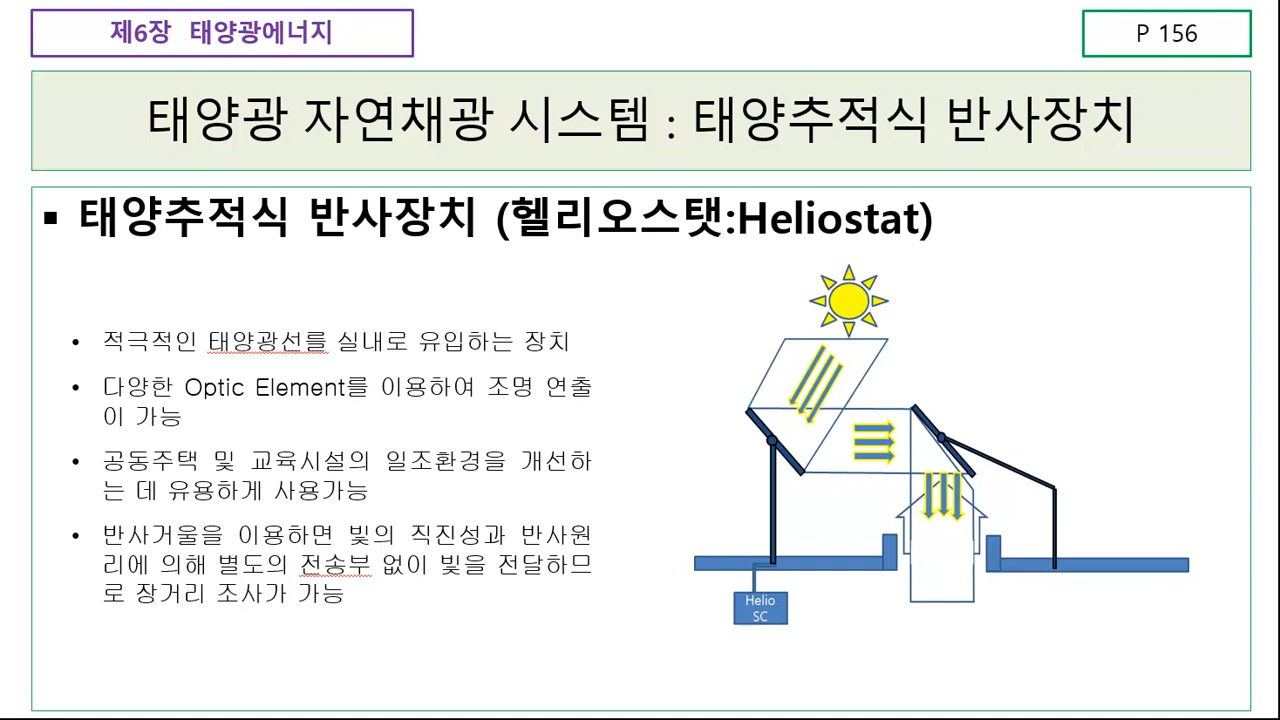 제6장 태양광에너지
P 156
태양광 자연채광 시스템 : 태양추적식 반사장치
▪ 태양추적식 반사장치 (헬리오스탯:Heliostat)
• 적극적인 태양광선를 실내로 유입하는 장치
• 다양한 Optic Element를 이용하여 조명 연출
이 가능
• 공동주택 및 교육시설의 일조환경을 개선하
는 데 유용하게 사용가능
• 반사거울을 이용하면 빛의 직진성과 반사원
리에 의해 별도의 전송부 없이 빛을 전달하므
로 장거리 조사가 가능
Helio
SC